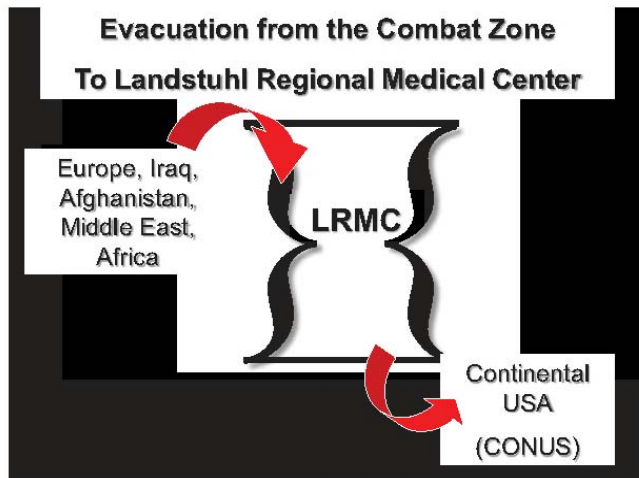 Evacuation from the Combat Zone
To Landstuhl Regional Medical Center
Europe, Iraq,
Afghanistan,
Middle East,
Africa
LRMC
Continental
USA
(CONUS)